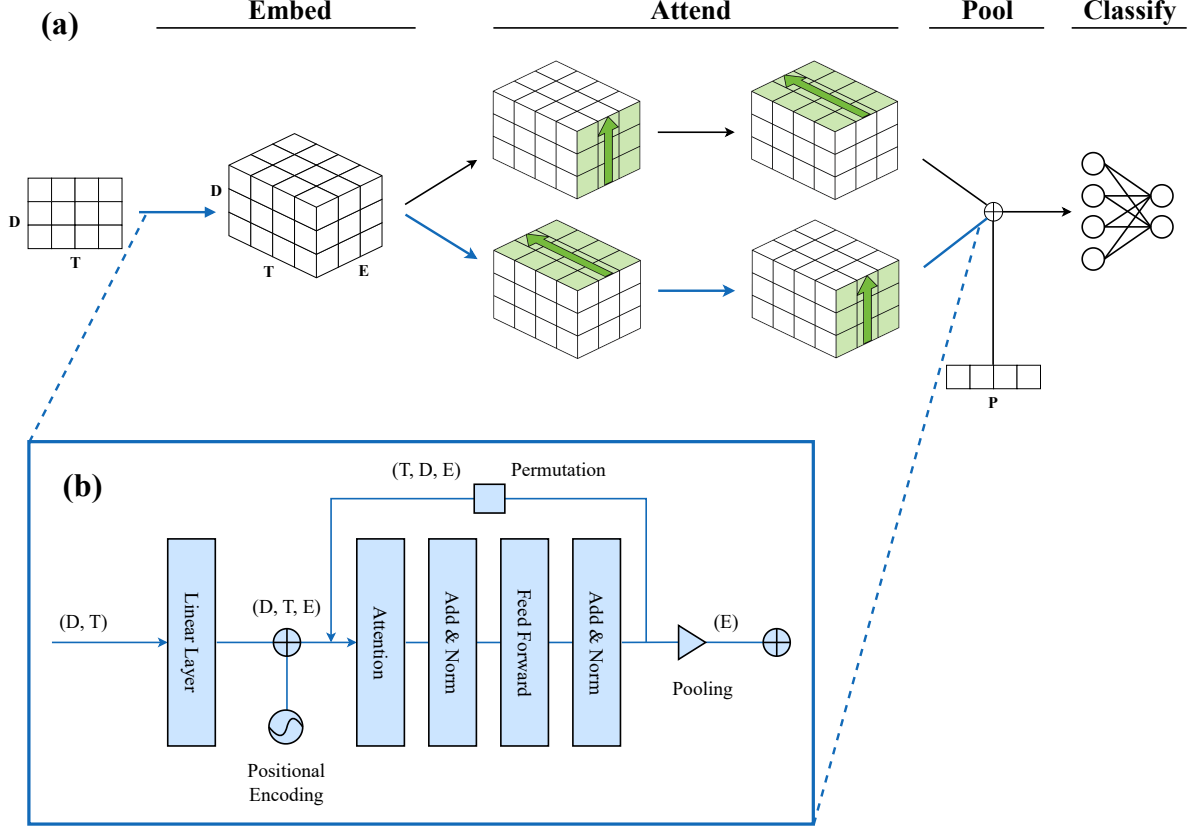 (a)
Embed
Attend
Pool
Classify
D
T
D
T
E
P
(b)
(T, D, E)
Permutation
(D, T)
Linear Layer
(D, T, E)
Positional
Encoding
Attention
Add & Norm
Feed Forward
Add & Norm
Pooling
(E)